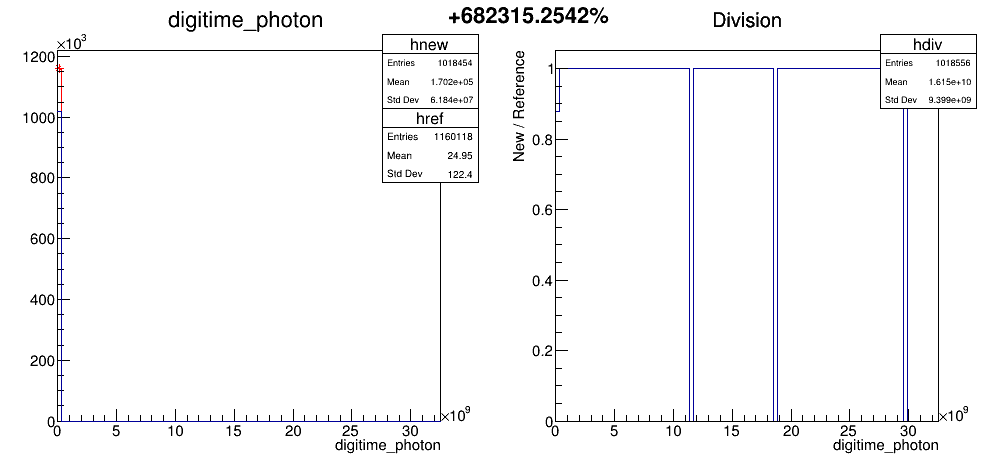 +682315.2542%
digitime_photon
×10³
1200
1000
800
600
400
200
0
0 5 10 15 20 25 30
×10⁹
digitime_photon
hnew
Entries 1018454
Mean 1.702e+05
Std Dev 6.184e+07
href
Entries 1160118
Mean 24.95
Std Dev 122.4
Division
New / Reference
1
0.8
0.6
0.4
0.2
0
0 5 10 15 20 25 30
×10⁹
digitime_photon
hdiv
Entries 1018556
Mean 1.615e+10
Std Dev 9.399e+09